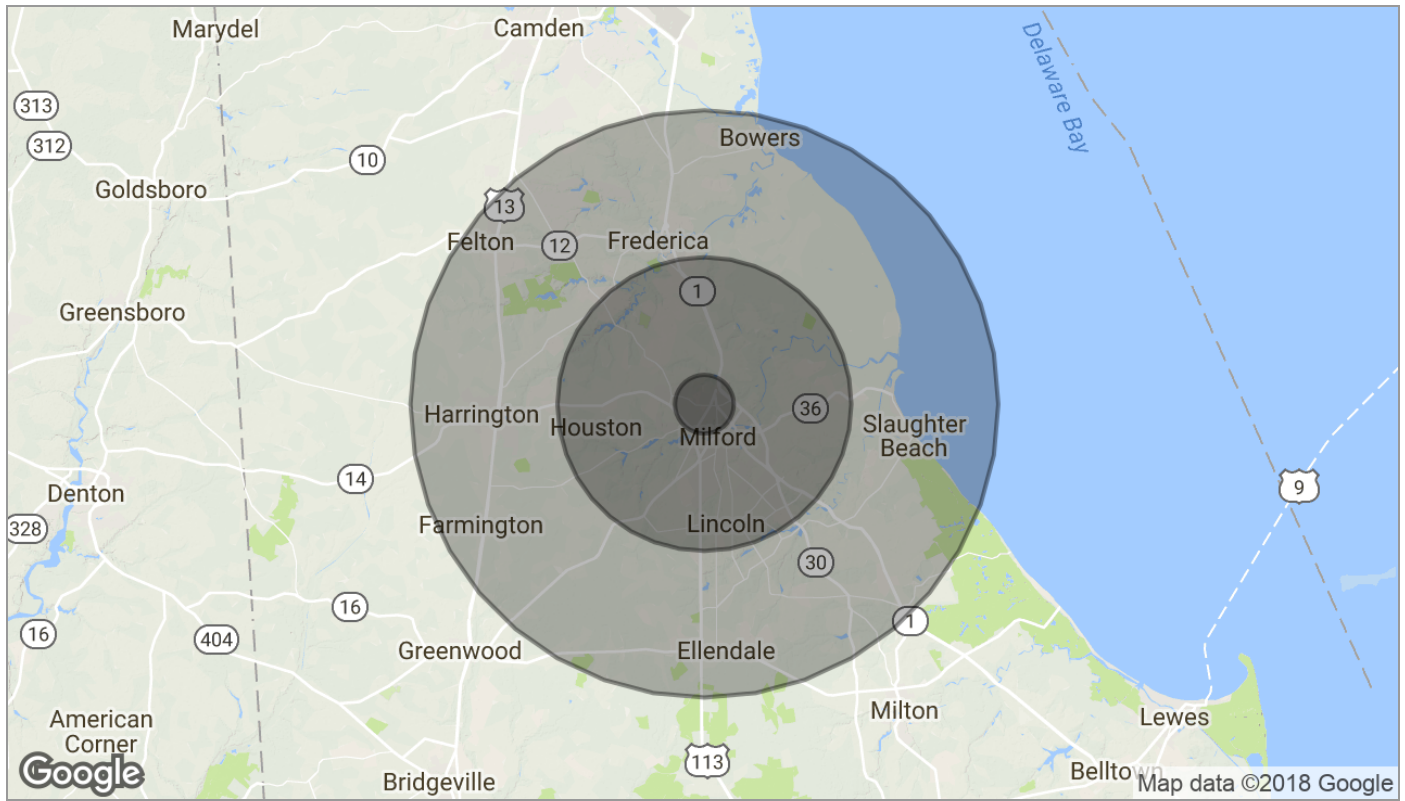 Marydel
Camden
Delaware Bay
313
312
10
Bowers
Goldsboro
13
Felton
12
Frederica
1
Greensboro
Harrington
Houston
36
Milford
Slaughter
Beach
14
Denton
9
328
Farmington
Lincoln
30
16
16
404
1
Greenwood
Ellendale
American
Corner
Milton
Lewes
113
Google
Bridgeville
Belltown
Map data ©2018 Google